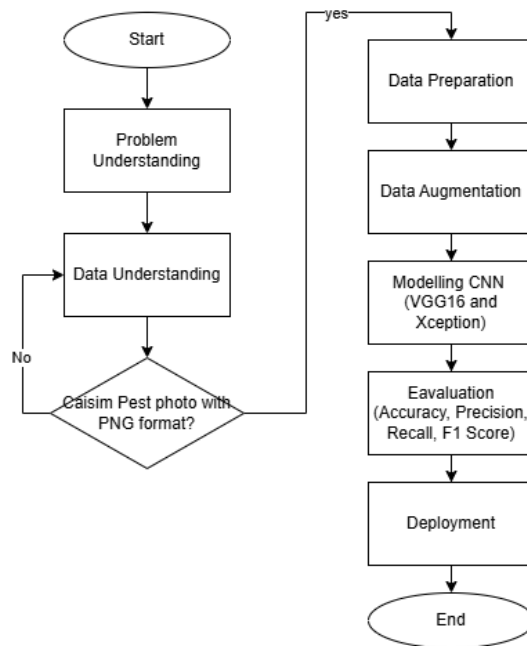 Start
Problem
Understanding
Data Understanding
No
Caisim Pest photo with
PNG format?
yes
Data Preparation
Data Augmentation
Modelling CNN
(VGG16 and
Xception)
Eavaluation
(Accuracy, Precision,
Recall, F1 Score)
Deployment
End